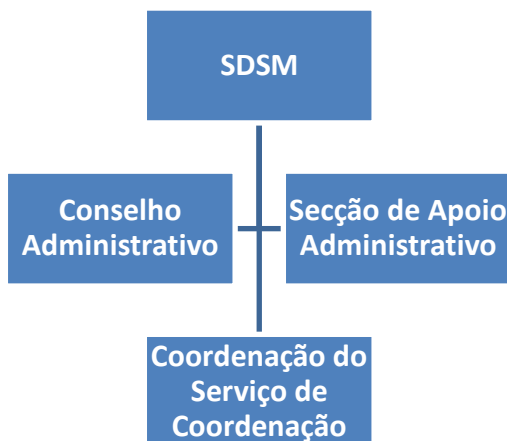 SDSM
Conselho
Administrativo
Secção de Apoio
Administrativo
Coordenação do
Serviço de
Coordenação